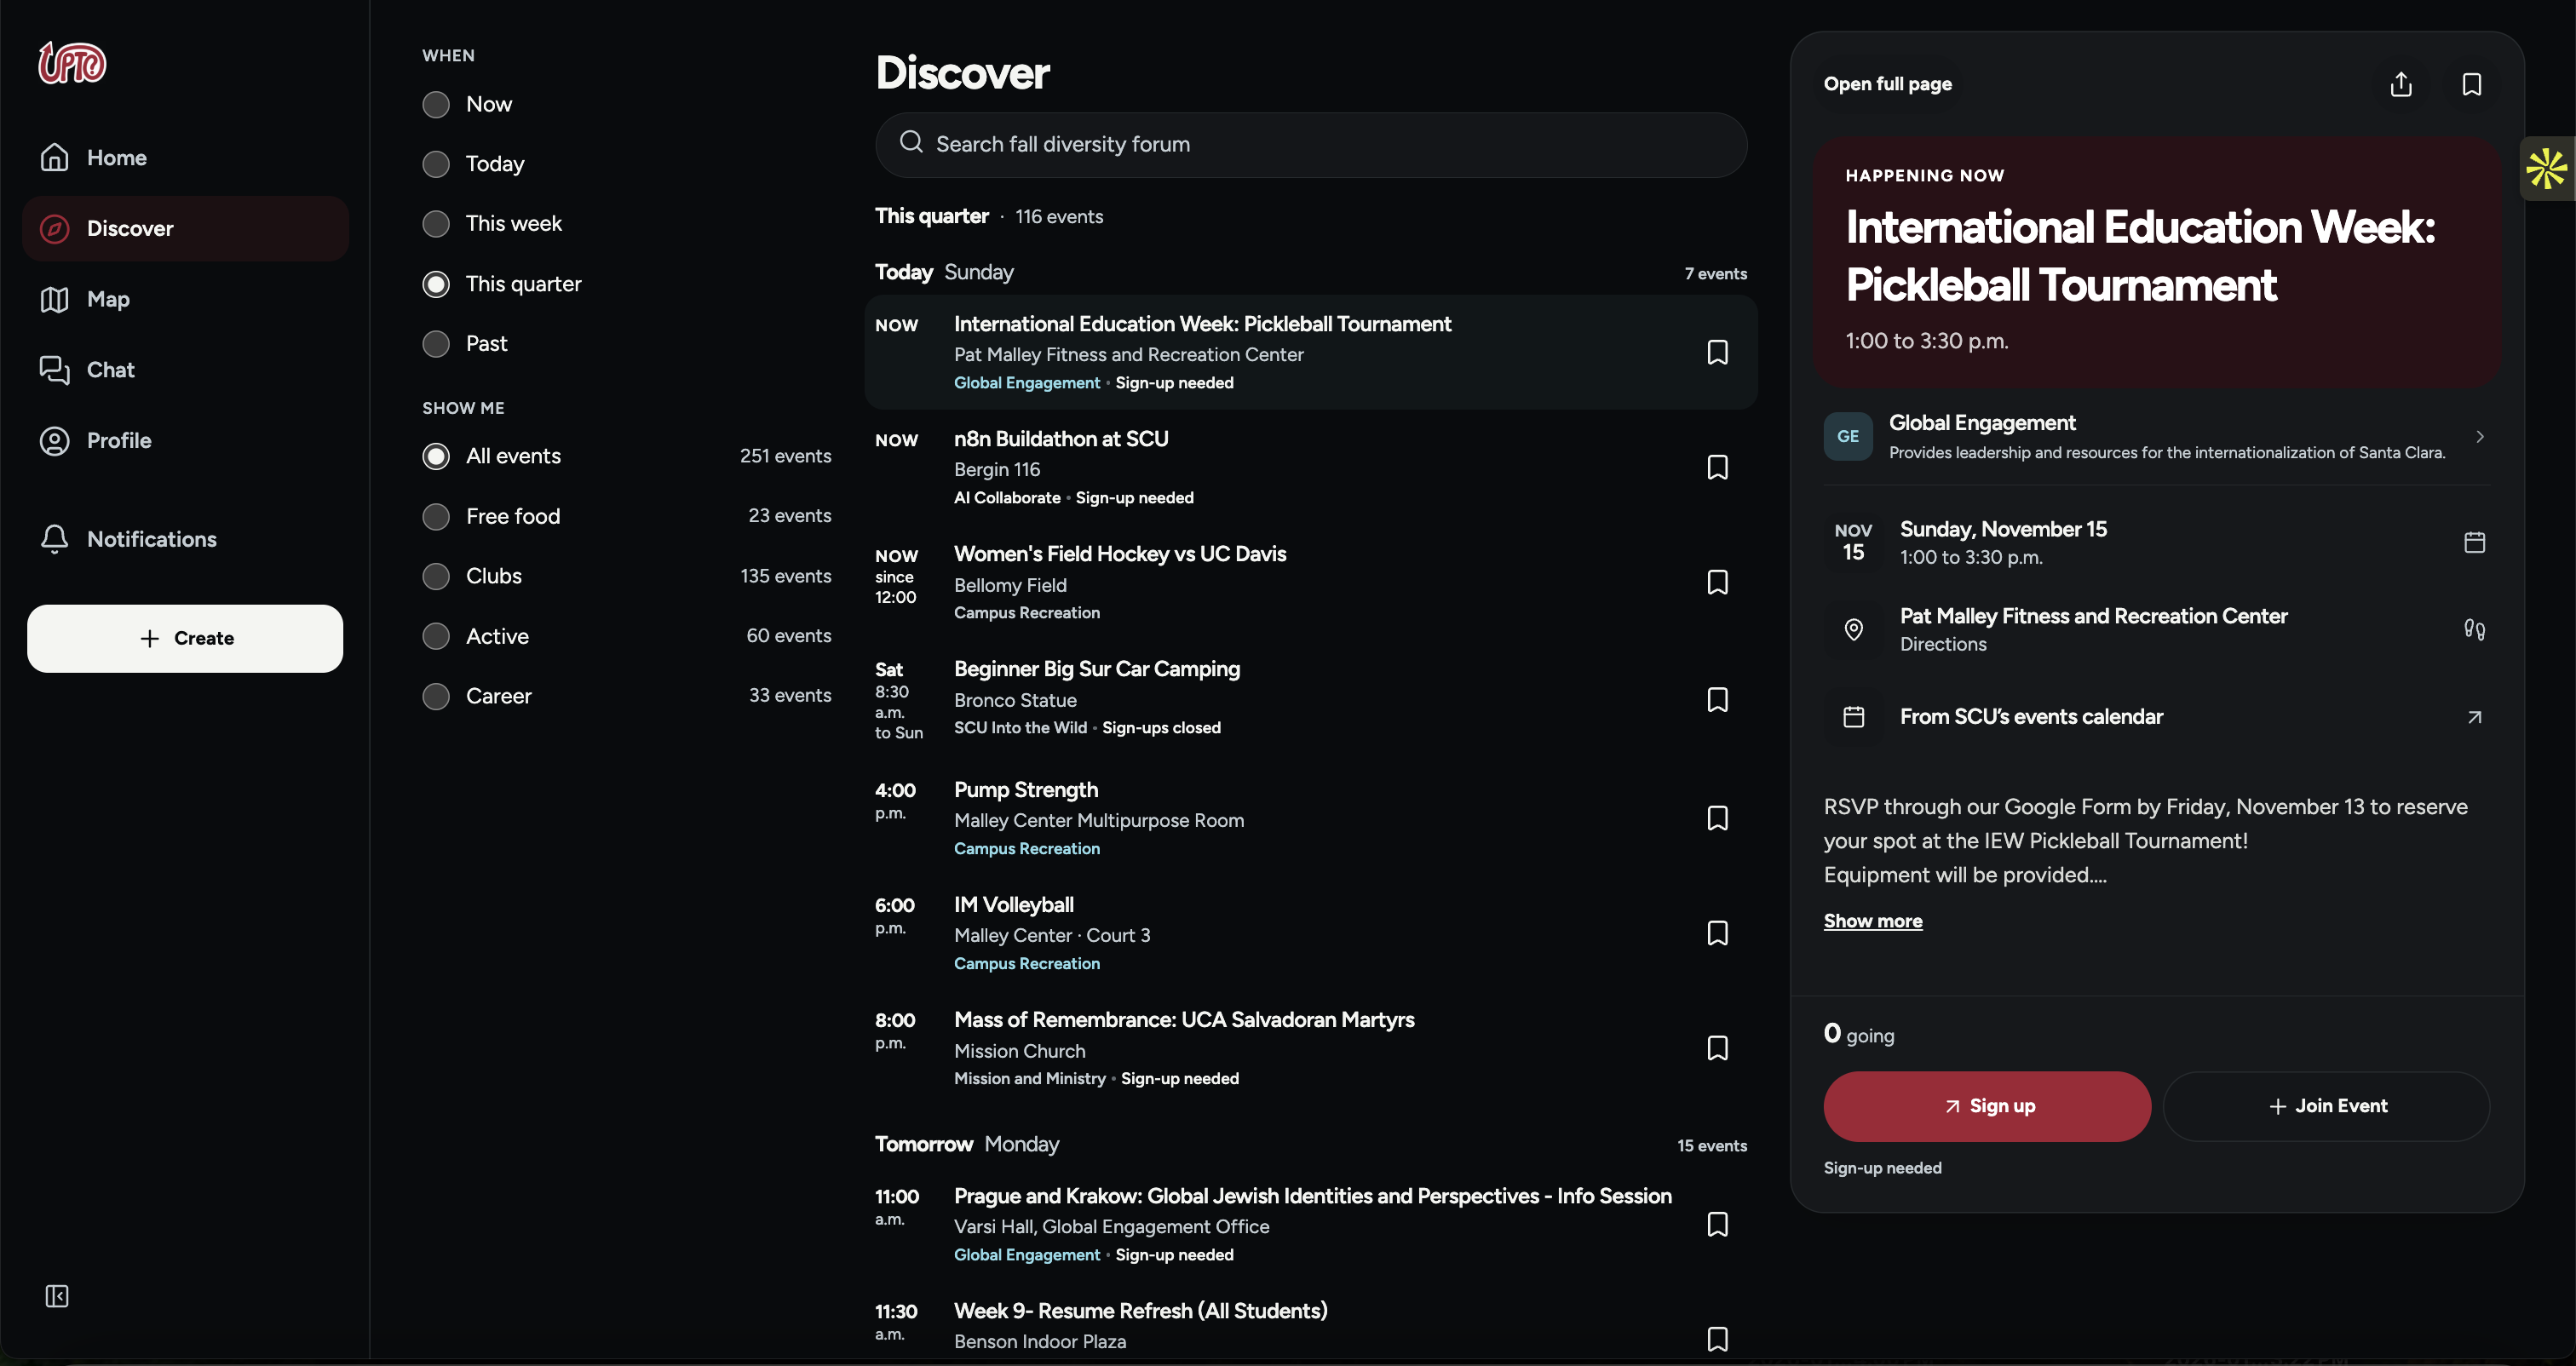 UPTO
Home
Discover
Map
Chat
Profile
Notifications
+ Create
WHEN
Now
Today
This week
This quarter
Past
SHOW ME
All events 251 events
Free food 23 events
Clubs 135 events
Active 60 events
Career 33 events
Discover
Search fall diversity forum
This quarter · 116 events
Today Sunday 7 events
NOW
International Education Week: Pickleball Tournament
Pat Malley Fitness and Recreation Center
Global Engagement • Sign-up needed
NOW
n8n Buildathon at SCU
Bergin 116
AI Collaborate • Sign-up needed
NOW
since
12:00
Women's Field Hockey vs UC Davis
Bellomy Field
Campus Recreation
Sat
8:30
a.m.
to Sun
Beginner Big Sur Car Camping
Bronco Statue
SCU Into the Wild • Sign-ups closed
4:00
p.m.
Pump Strength
Malley Center Multipurpose Room
Campus Recreation
6:00
p.m.
IM Volleyball
Malley Center · Court 3
Campus Recreation
8:00
p.m.
Mass of Remembrance: UCA Salvadoran Martyrs
Mission Church
Mission and Ministry • Sign-up needed
Tomorrow Monday 15 events
11:00
a.m.
Prague and Krakow: Global Jewish Identities and Perspectives - Info Session
Varsi Hall, Global Engagement Office
Global Engagement • Sign-up needed
11:30
a.m.
Week 9- Resume Refresh (All Students)
Benson Indoor Plaza
Open full page
HAPPENING NOW
International Education Week:
Pickleball Tournament
1:00 to 3:30 p.m.
GE
Global Engagement
Provides leadership and resources for the internationalization of Santa Clara.
NOV
15
Sunday, November 15
1:00 to 3:30 p.m.
Pat Malley Fitness and Recreation Center
Directions
From SCU’s events calendar
RSVP through our Google Form by Friday, November 13 to reserve
your spot at the IEW Pickleball Tournament!
Equipment will be provided....
Show more
0 going
Sign up
+ Join Event
Sign-up needed